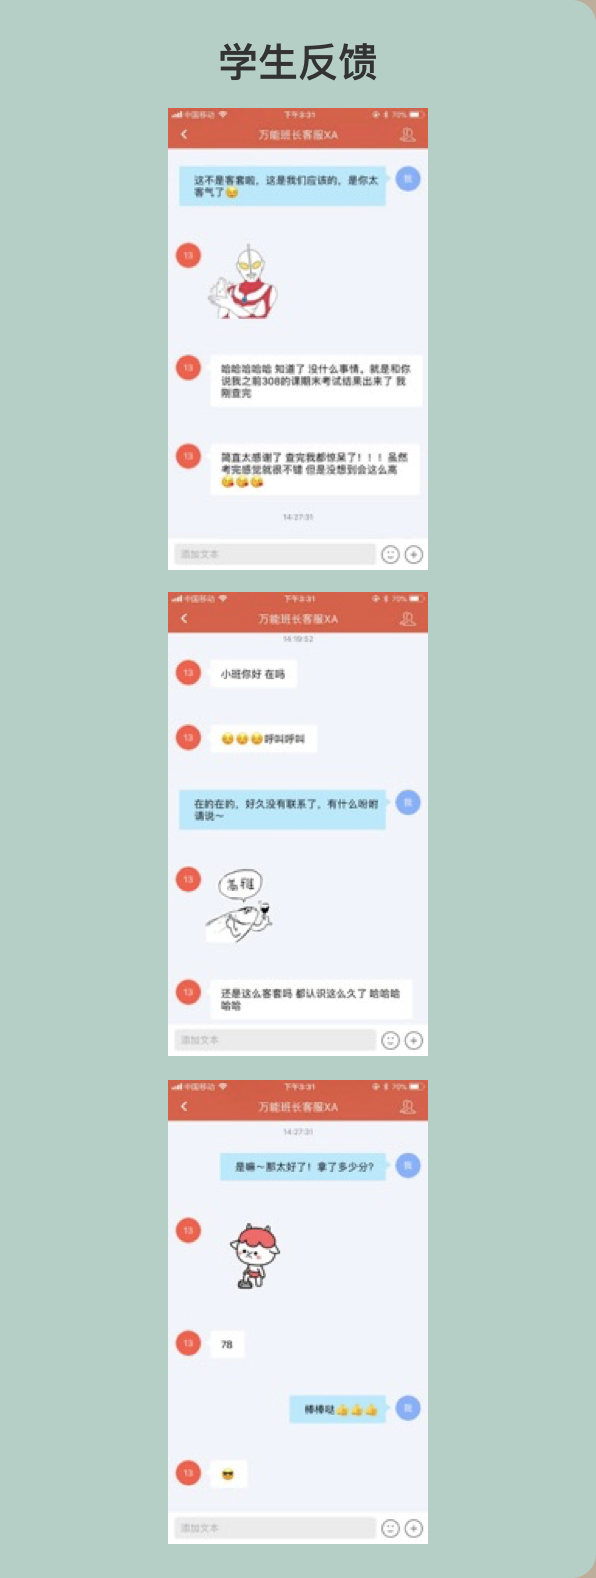 学生反馈
中国移动 下午3:31 70%
万能班长客服XA
这不是客套啦，这是我们应该的，是你太
客气了😊
我
13
13
哈哈哈哈哈 知道了 没什么事情。就是和你
说我之前308的课期末考试结果出来了 我
刚查完
13
简直太感谢了 查完我都惊呆了！！！虽然
考完感觉就很不错 但是没想到会这么高
😘😘😘
14:27:31
添加文本
中国移动 下午3:31 70%
万能班长客服XA
14:19:52
13
小班你好 在吗
13
😊😊😊呼叫呼叫
在的在的，好久没有联系了，有什么吩咐
请说～
我
13
高雅
13
还是这么客套吗 都认识这么久了 哈哈哈
哈哈
添加文本
中国移动 下午3:31 70%
万能班长客服XA
14:27:31
是嘛～那太好了！拿了多少分？
我
13
13
78
棒棒哒👍👍👍
我
13
😎
添加文本